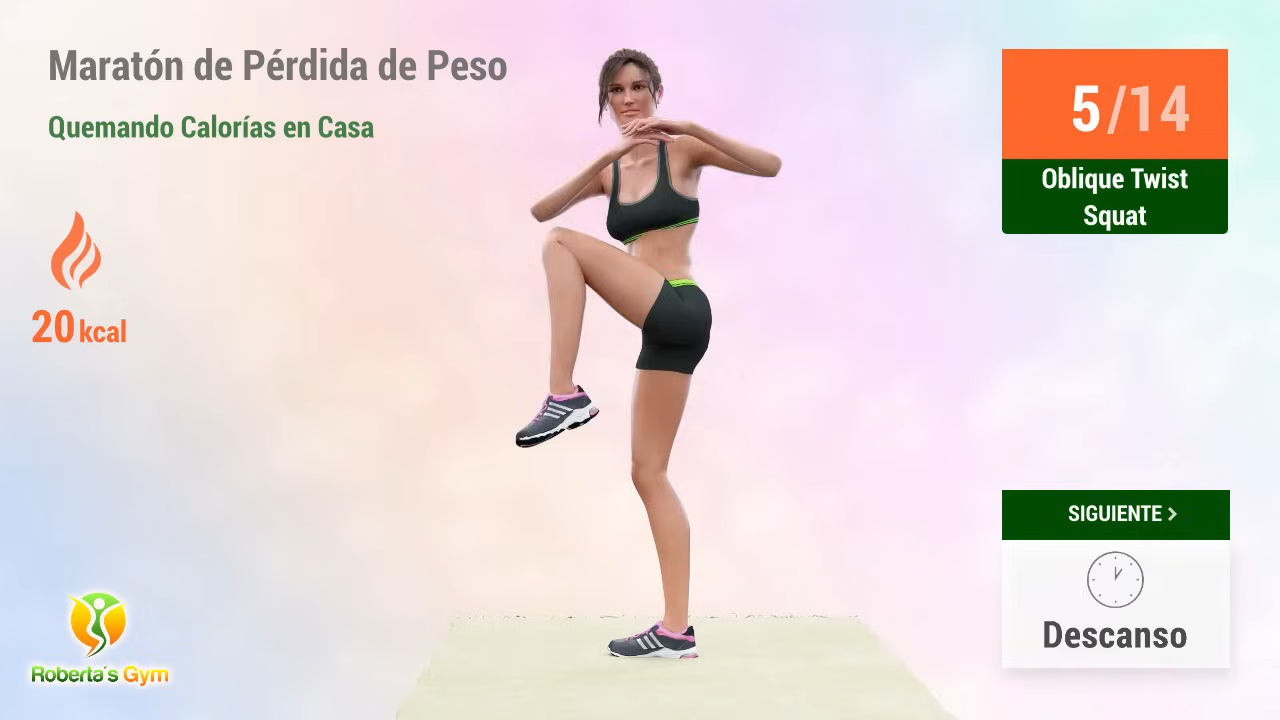 Maratón de Pérdida de Peso
Quemando Calorías en Casa
20 kcal
5/14
Oblique Twist
Squat
SIGUIENTE >
Descanso
Roberta´s Gym